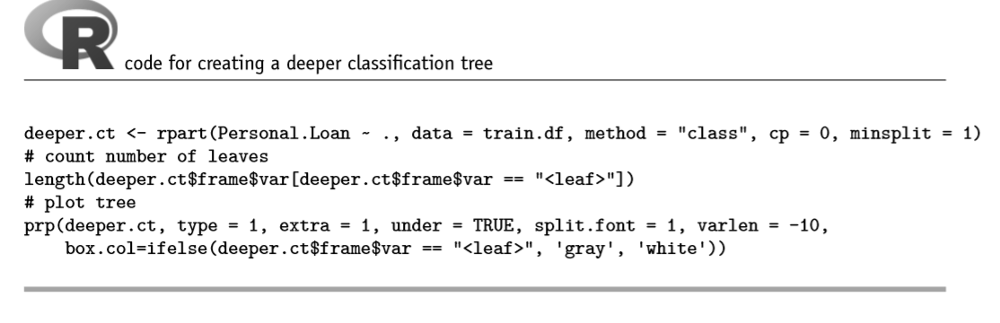 R code for creating a deeper classification tree
deeper.ct <- rpart(Personal.Loan ~ ., data = train.df, method = "class", cp = 0, minsplit = 1)
# count number of leaves
length(deeper.ct$frame$var[deeper.ct$frame$var == "<leaf>"])
# plot tree
prp(deeper.ct, type = 1, extra = 1, under = TRUE, split.font = 1, varlen = -10,
    box.col=ifelse(deeper.ct$frame$var == "<leaf>", 'gray', 'white'))